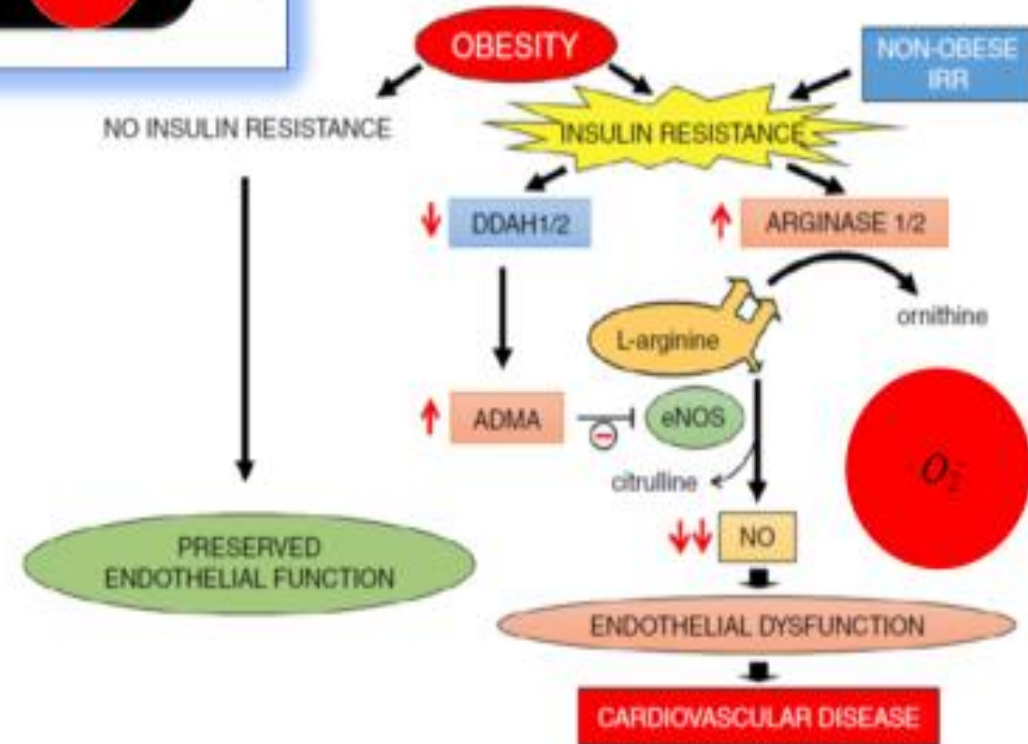 OBESITY
NON-OBESE
IRR
NO INSULIN RESISTANCE
INSULIN RESISTANCE
DDAH1/2
ARGINASE 1/2
ornithine
L-arginine
ADMA
eNOS
citrulline
O₂⁻
NO
PRESERVED
ENDOTHELIAL FUNCTION
ENDOTHELIAL DYSFUNCTION
CARDIOVASCULAR DISEASE